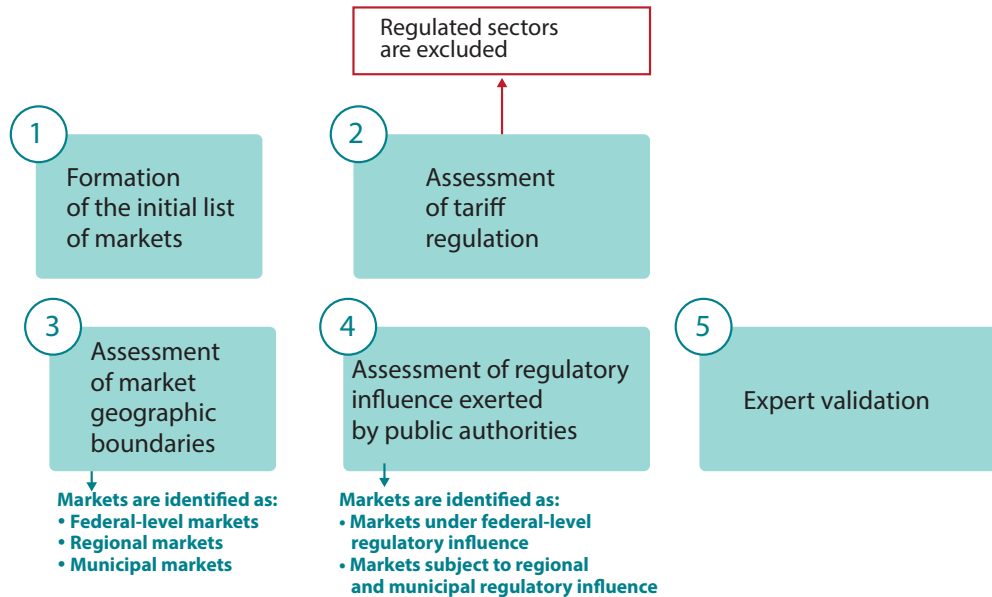 Regulated sectors
are excluded
1
Formation
of the initial list
of markets
2
Assessment
of tariff
regulation
3
Assessment
of market
geographic
boundaries
Markets are identified as:
• Federal-level markets
• Regional markets
• Municipal markets
4
Assessment of regulatory
influence exerted
by public authorities
Markets are identified as:
• Markets under federal-level
regulatory influence
• Markets subject to regional
and municipal regulatory influence
5
Expert validation